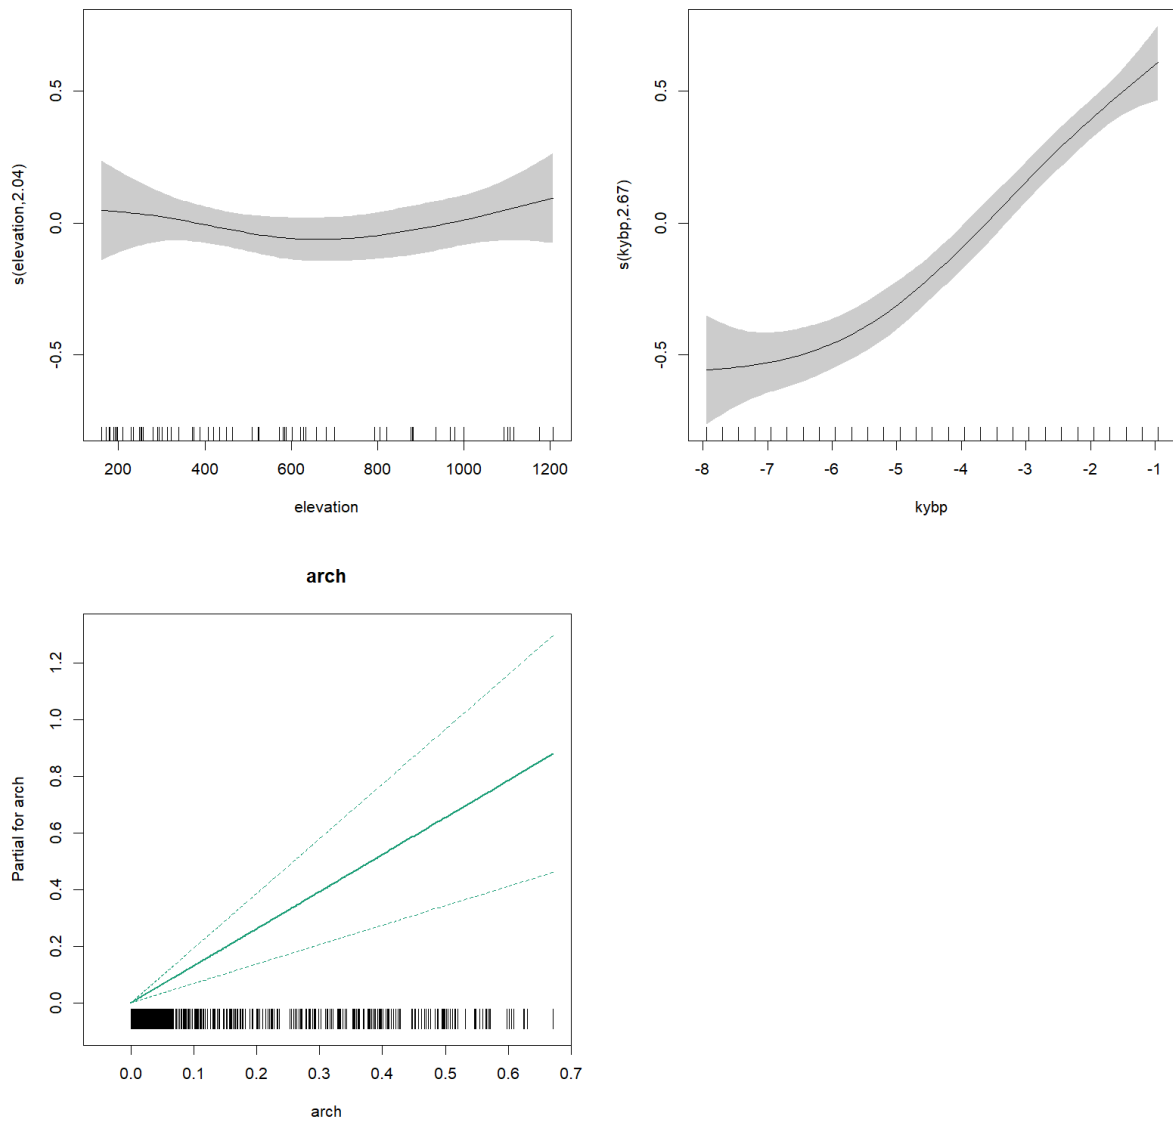 s(elevation,2.04)
0.5
0.0
-0.5
200 400 600 800 1000 1200
elevation
s(kybp,2.67)
0.5
0.0
-0.5
-8 -7 -6 -5 -4 -3 -2 -1
kybp
arch
Partial for arch
1.2
1.0
0.8
0.6
0.4
0.2
0.0
0.0 0.1 0.2 0.3 0.4 0.5 0.6 0.7
arch